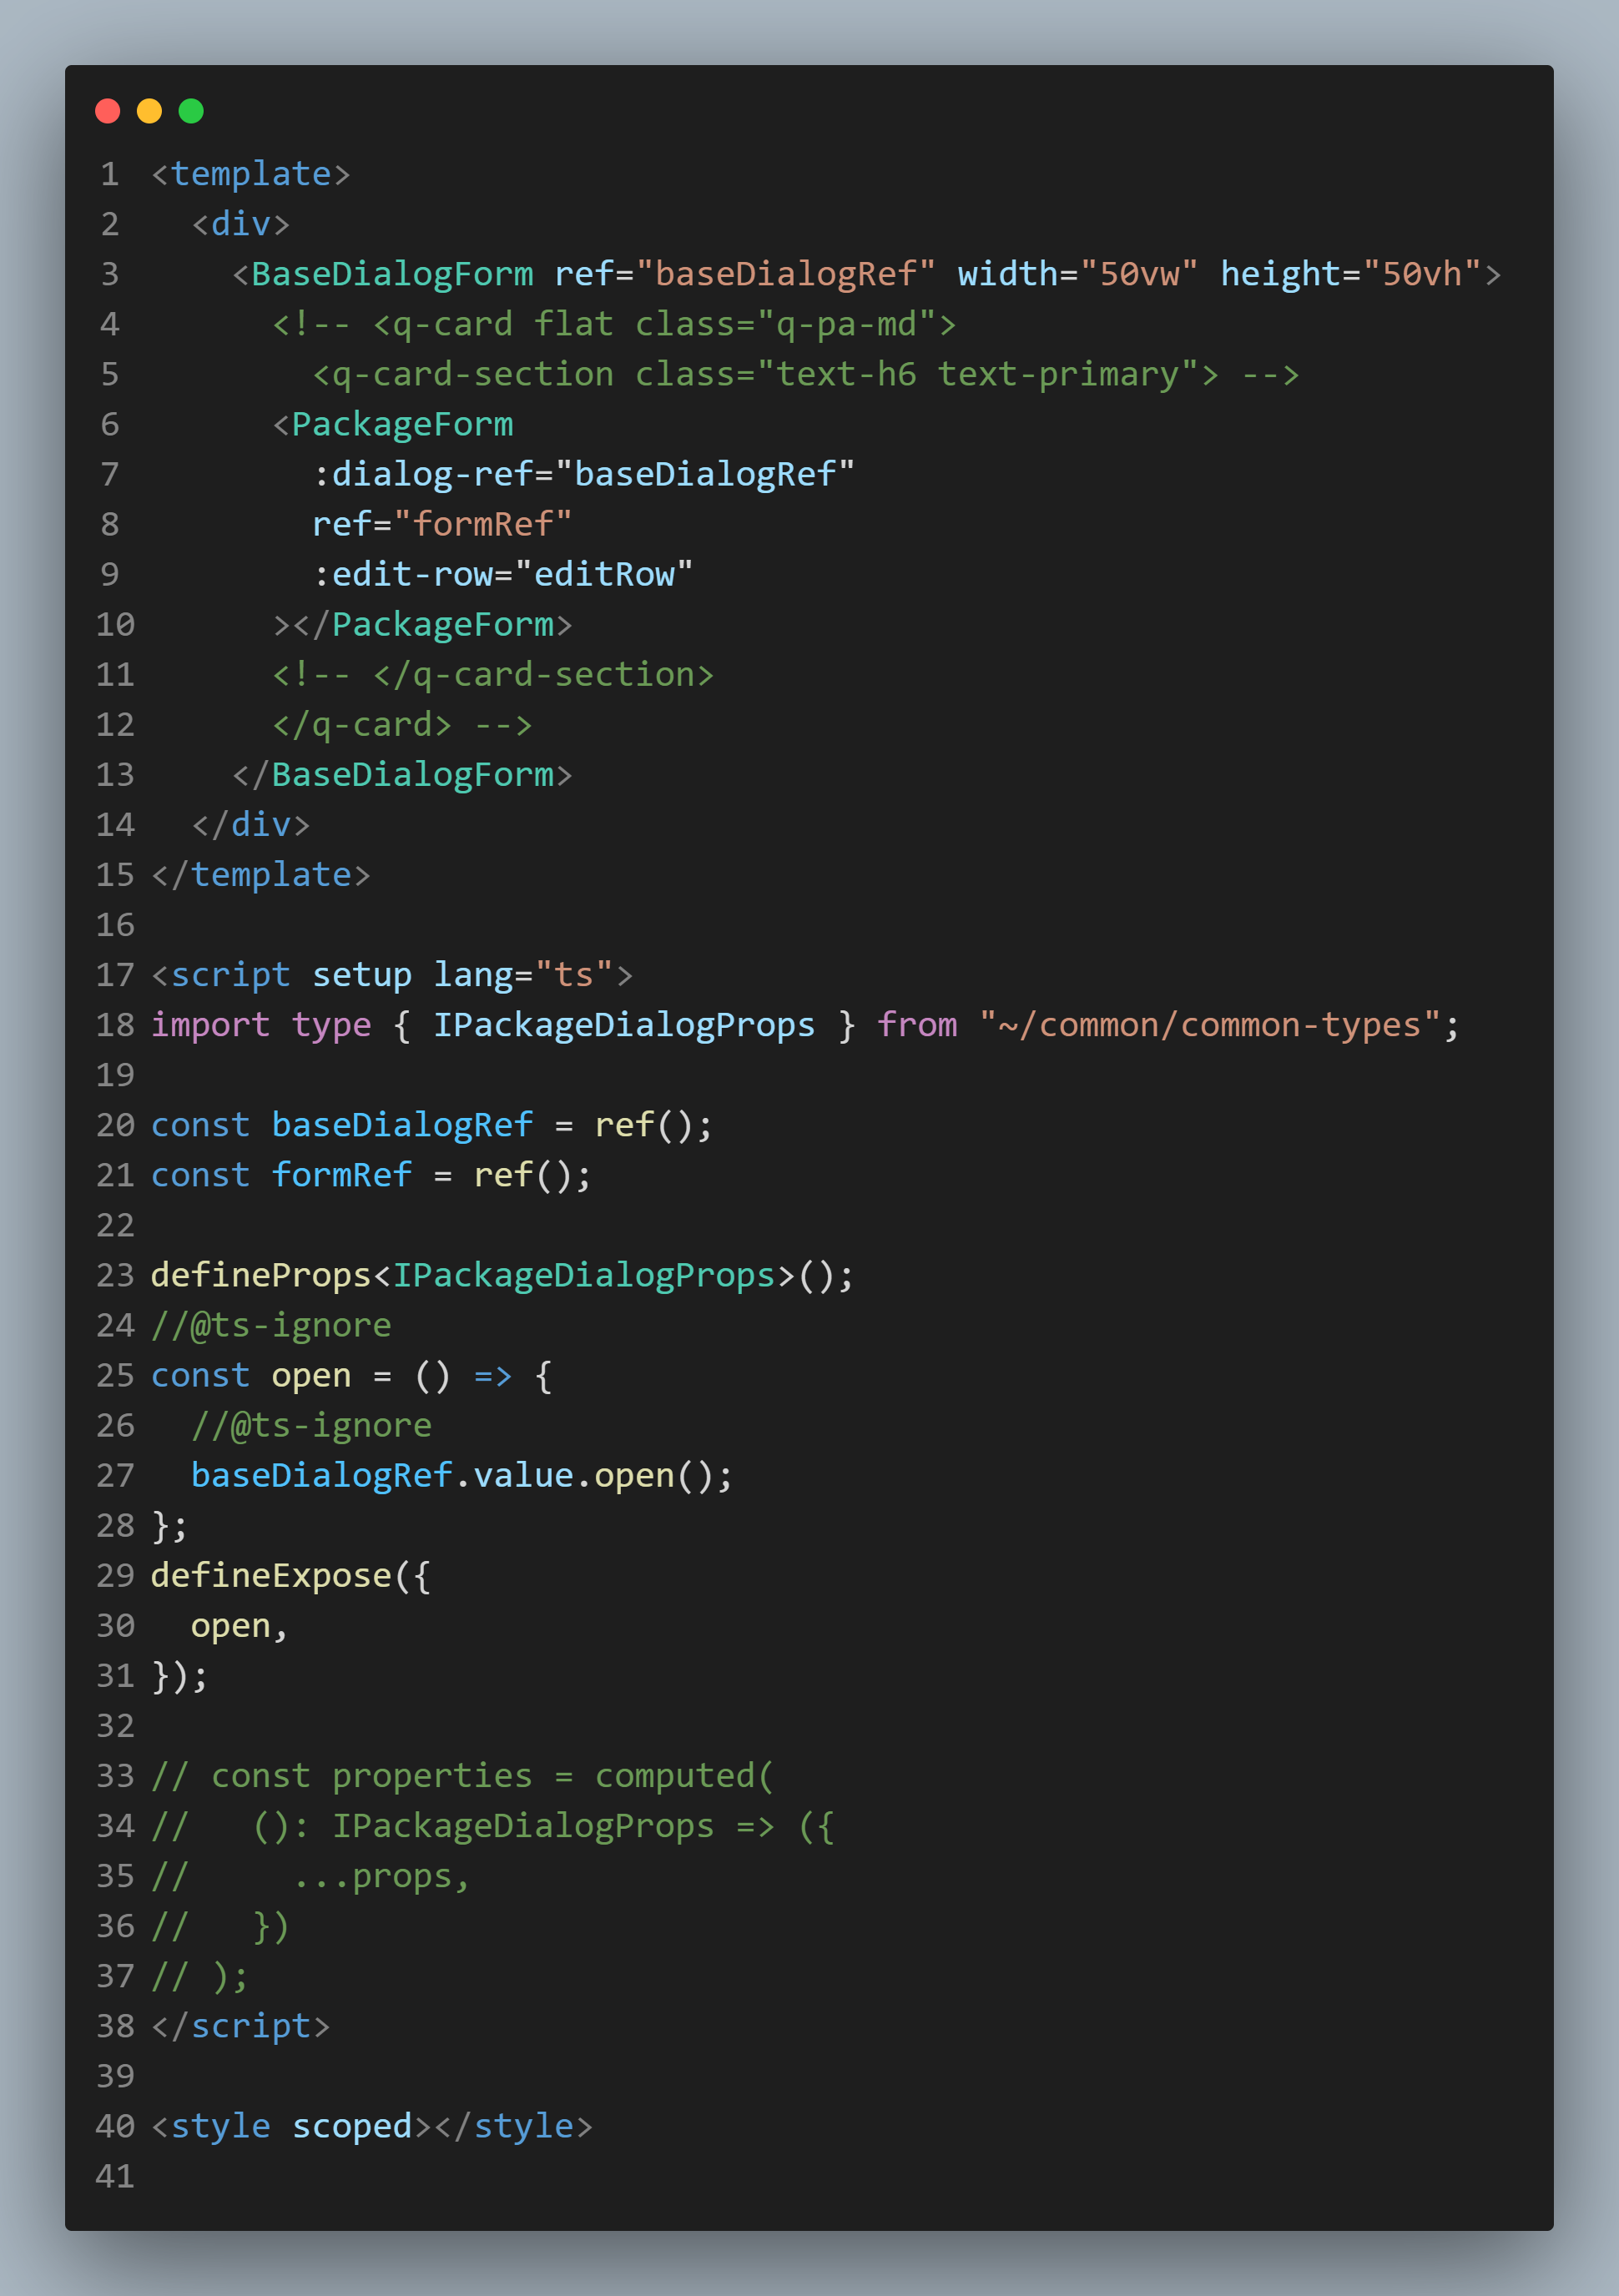 1 <template>
2   <div>
3     <BaseDialogForm ref="baseDialogRef" width="50vw" height="50vh">
4       <!-- <q-card flat class="q-pa-md">
5         <q-card-section class="text-h6 text-primary"> -->
6       <PackageForm
7         :dialog-ref="baseDialogRef"
8         ref="formRef"
9         :edit-row="editRow"
10       ></PackageForm>
11       <!-- </q-card-section>
12       </q-card> -->
13     </BaseDialogForm>
14   </div>
15 </template>
16
17 <script setup lang="ts">
18 import type { IPackageDialogProps } from "~/common/common-types";
19
20 const baseDialogRef = ref();
21 const formRef = ref();
22
23 defineProps<IPackageDialogProps>();
24 //@ts-ignore
25 const open = () => {
26   //@ts-ignore
27   baseDialogRef.value.open();
28 };
29 defineExpose({
30   open,
31 });
32
33 // const properties = computed(
34 //   (): IPackageDialogProps => ({
35 //     ...props,
36 //   })
37 // );
38 </script>
39
40 <style scoped></style>
41